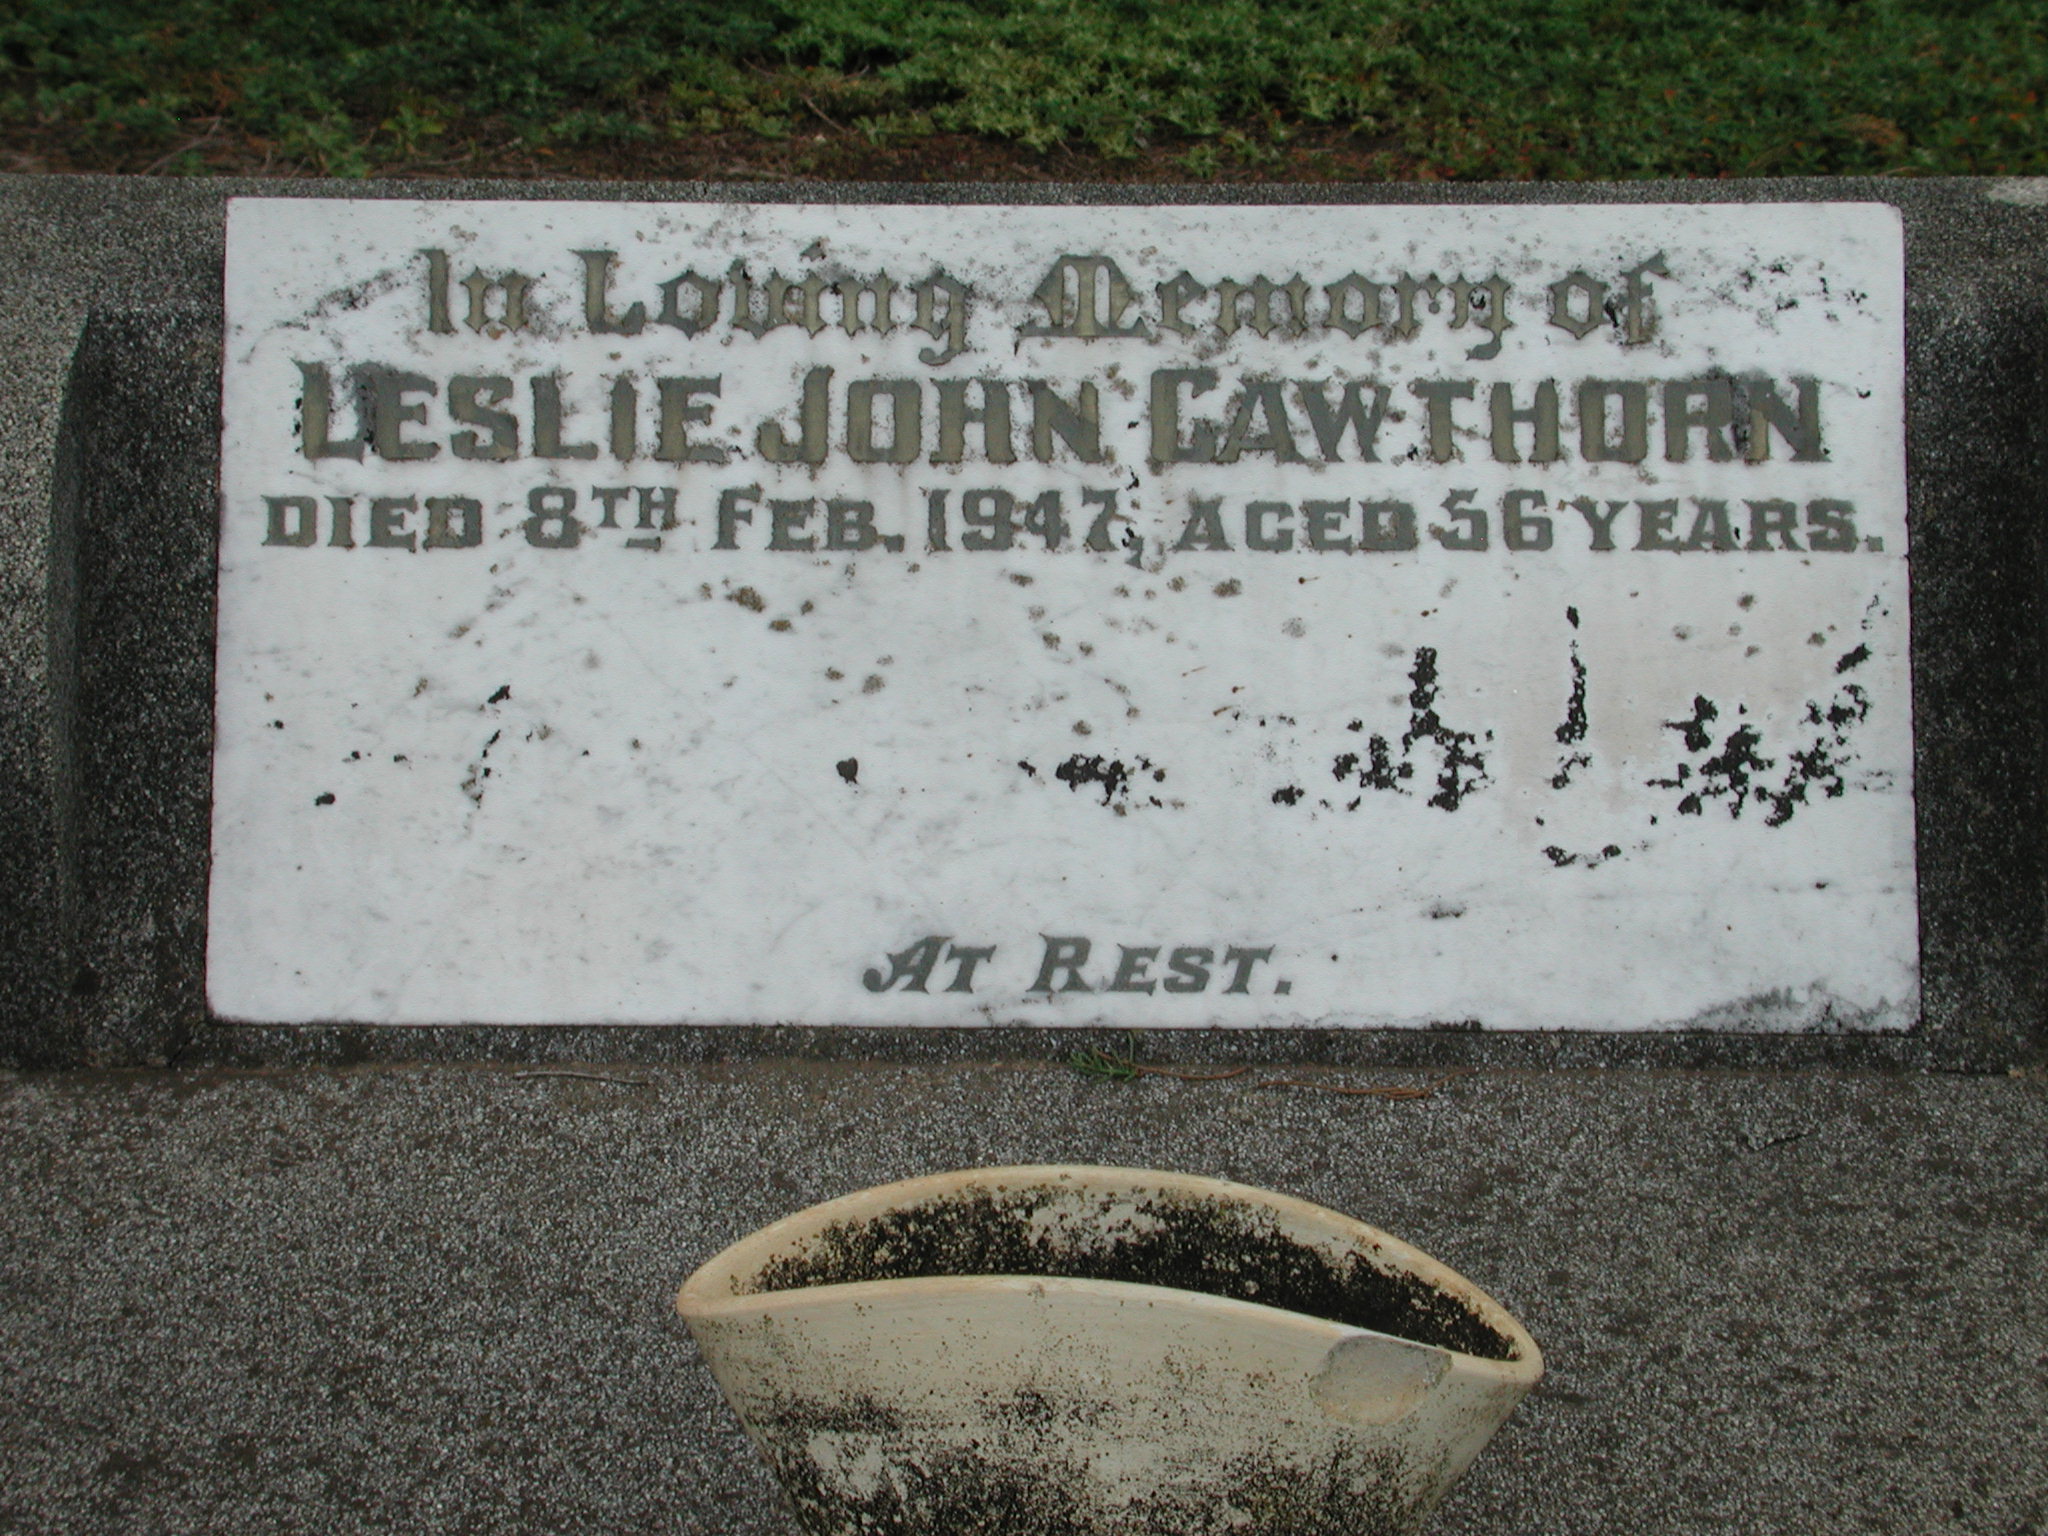 In Loving Memory of
LESLIE JOHN CAWTHORN
DIED 8TH FEB. 1947, AGED 56 YEARS.
AT REST.